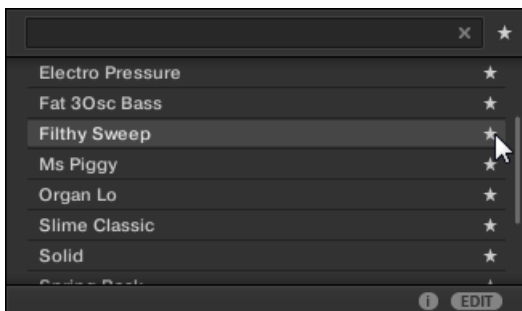 Electro Pressure
Fat 3Osc Bass
Filthy Sweep
Ms Piggy
Organ Lo
Slime Classic
Solid
EDIT